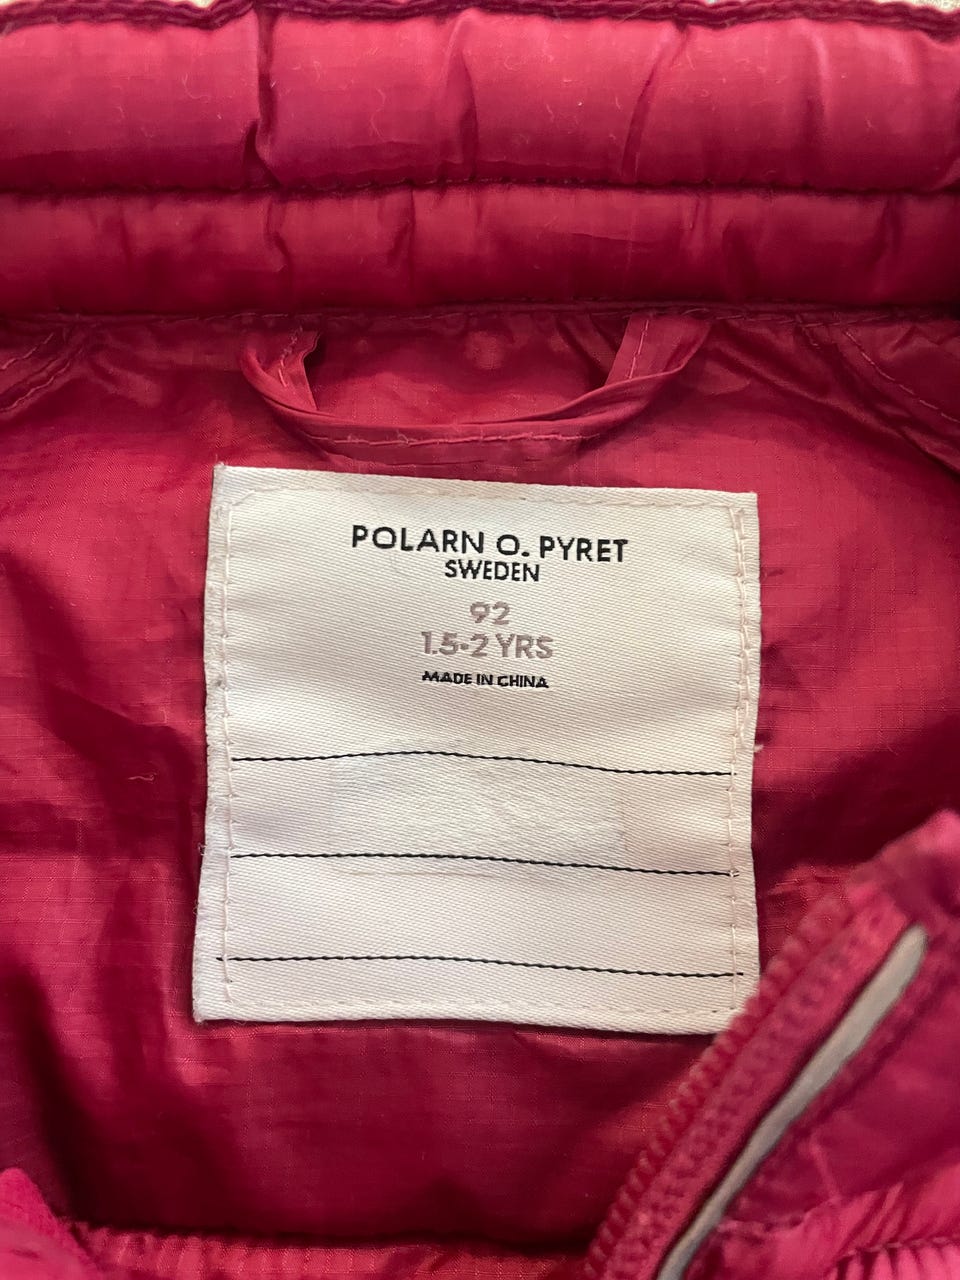 POLARN O. PYRET
SWEDEN
92
1.5-2 YRS
MADE IN CHINA